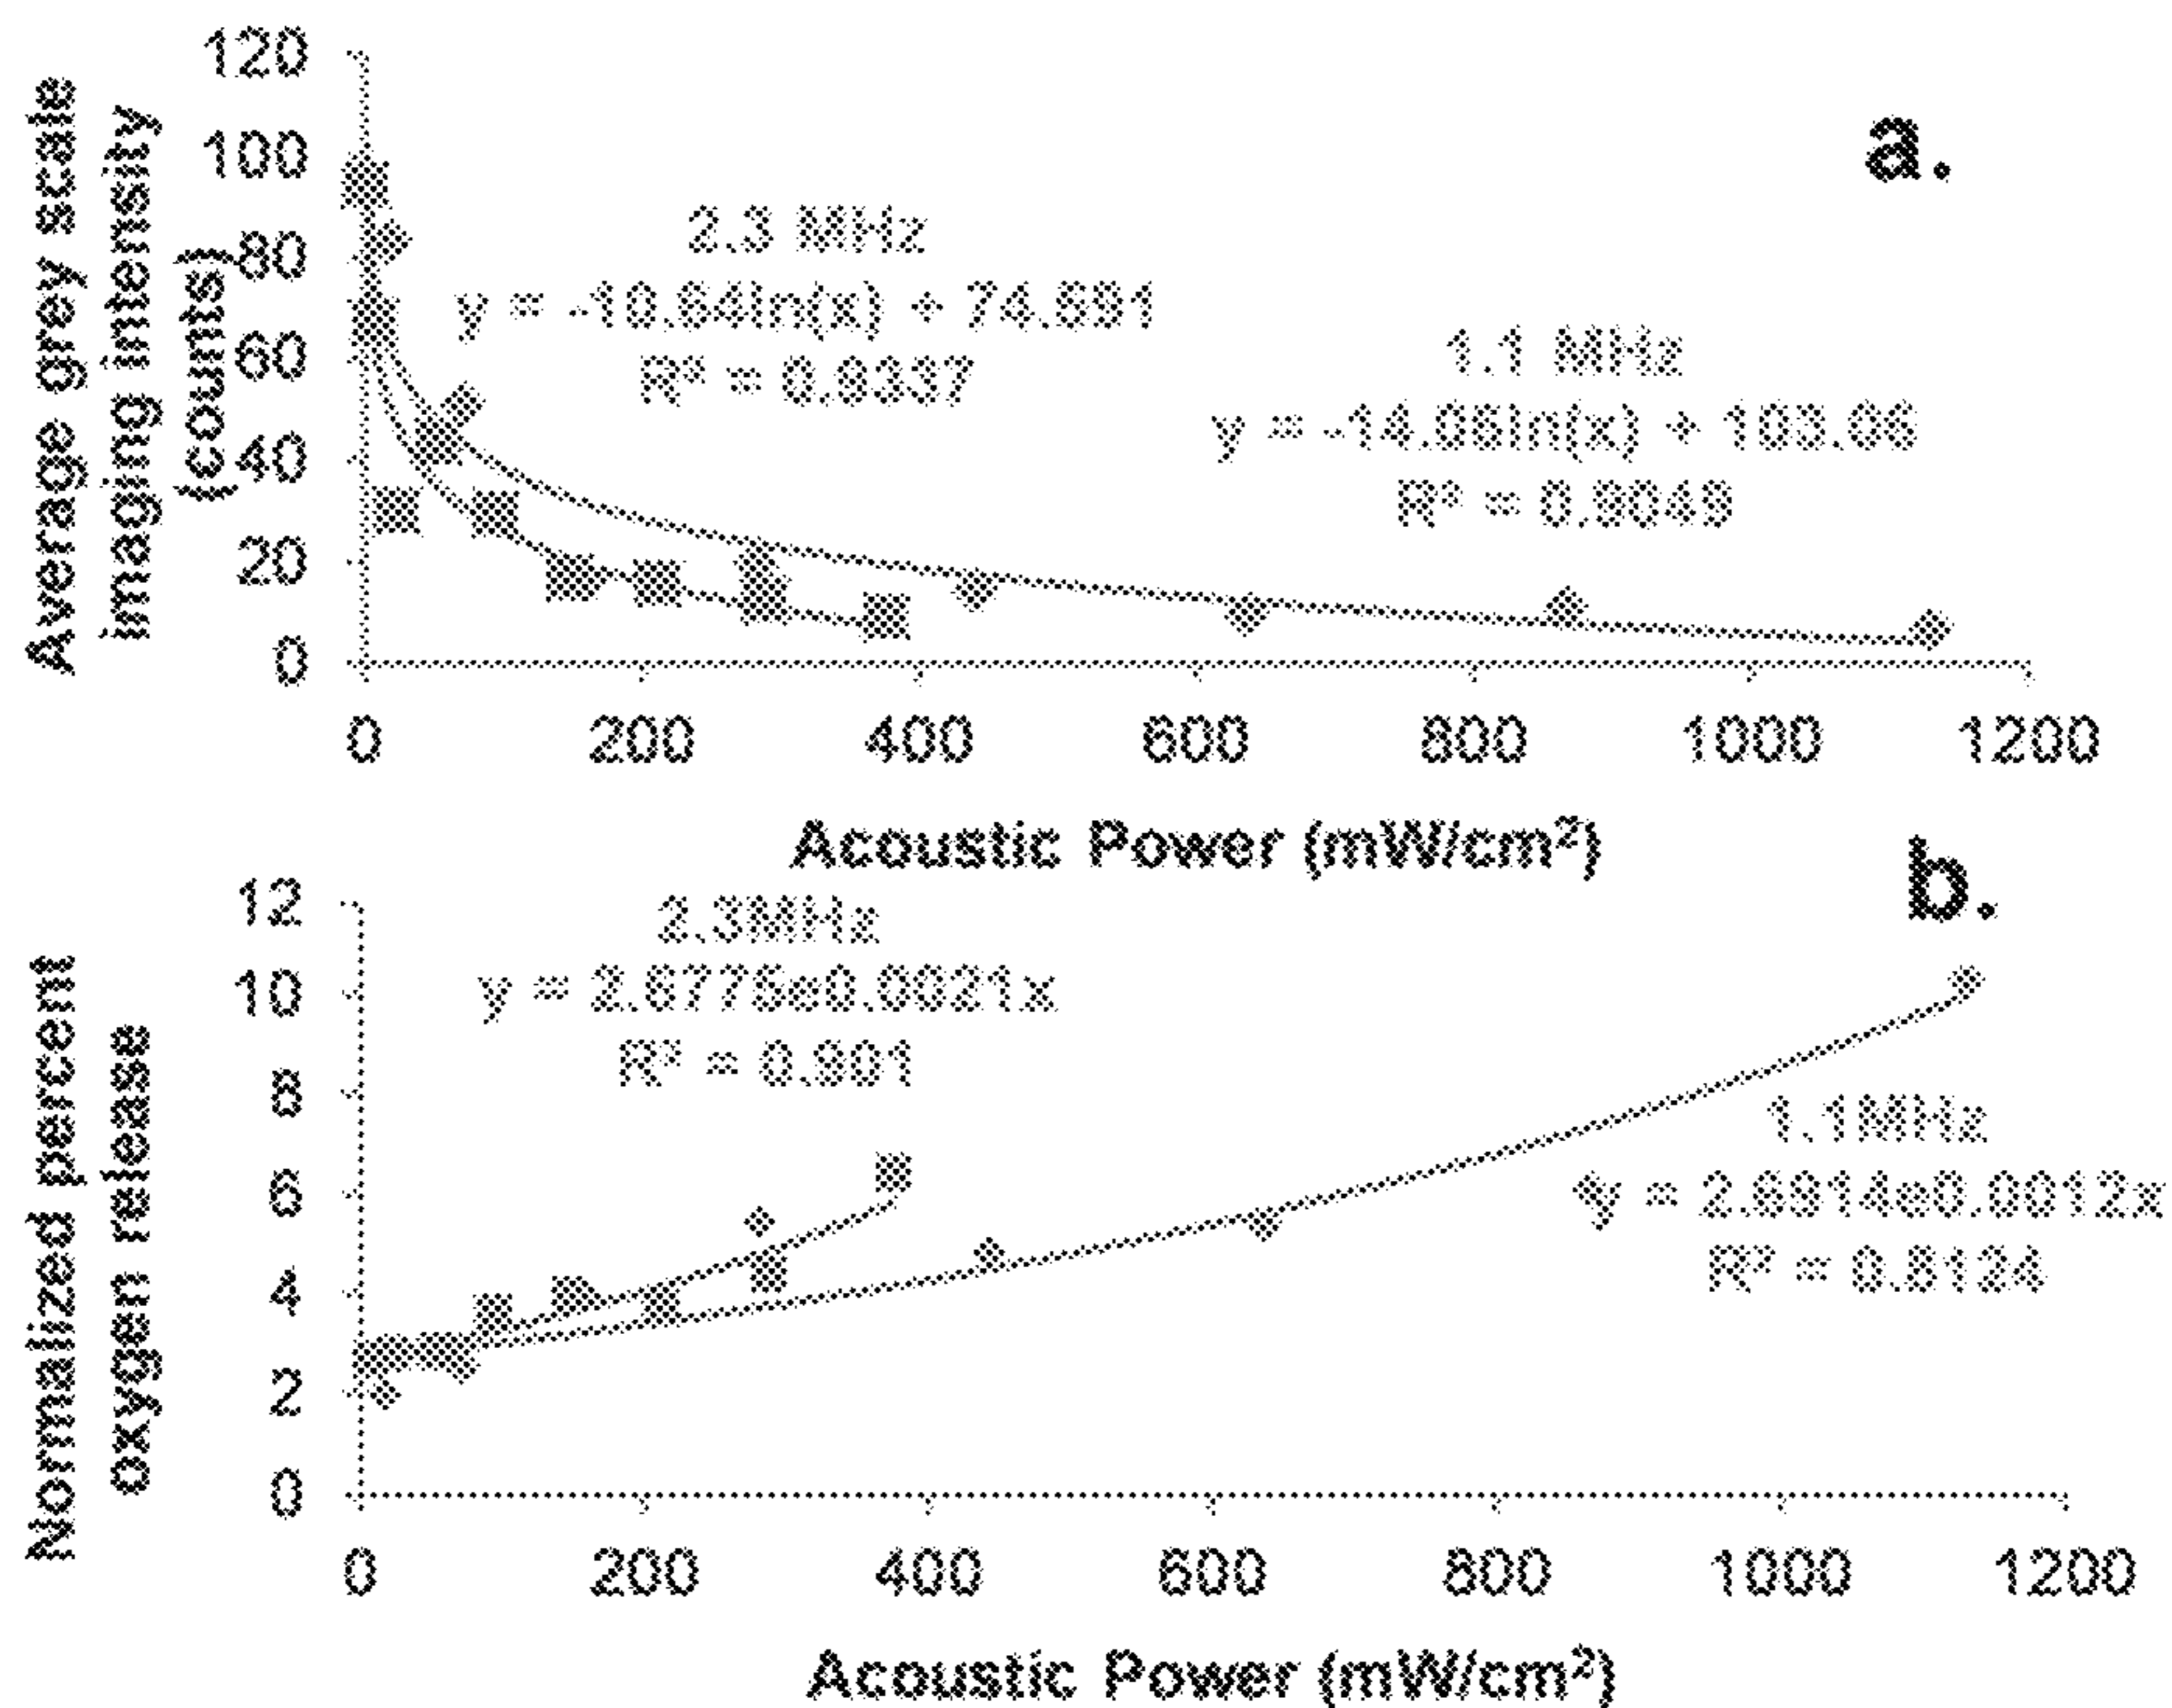 Average grey scale
imaging intensity
(counts)
120
100
80
60
40
20
0
a.
2.3 MHz
y = -10.64ln(x) + 74.691
R² = 0.9337
1.1 MHz
y = -14.06ln(x) + 103.06
R² = 0.9049
0 200 400 600 800 1000 1200
Acoustic Power (mW/cm²)
Normalized percent
oxygen release
12
10
8
6
4
2
0
b.
2.3MHz
y = 2.6775e0.0021x
R² = 0.901
1.1MHz
y = 2.6914e0.0012x
R² = 0.8124
0 200 400 600 800 1000 1200
Acoustic Power (mW/cm²)